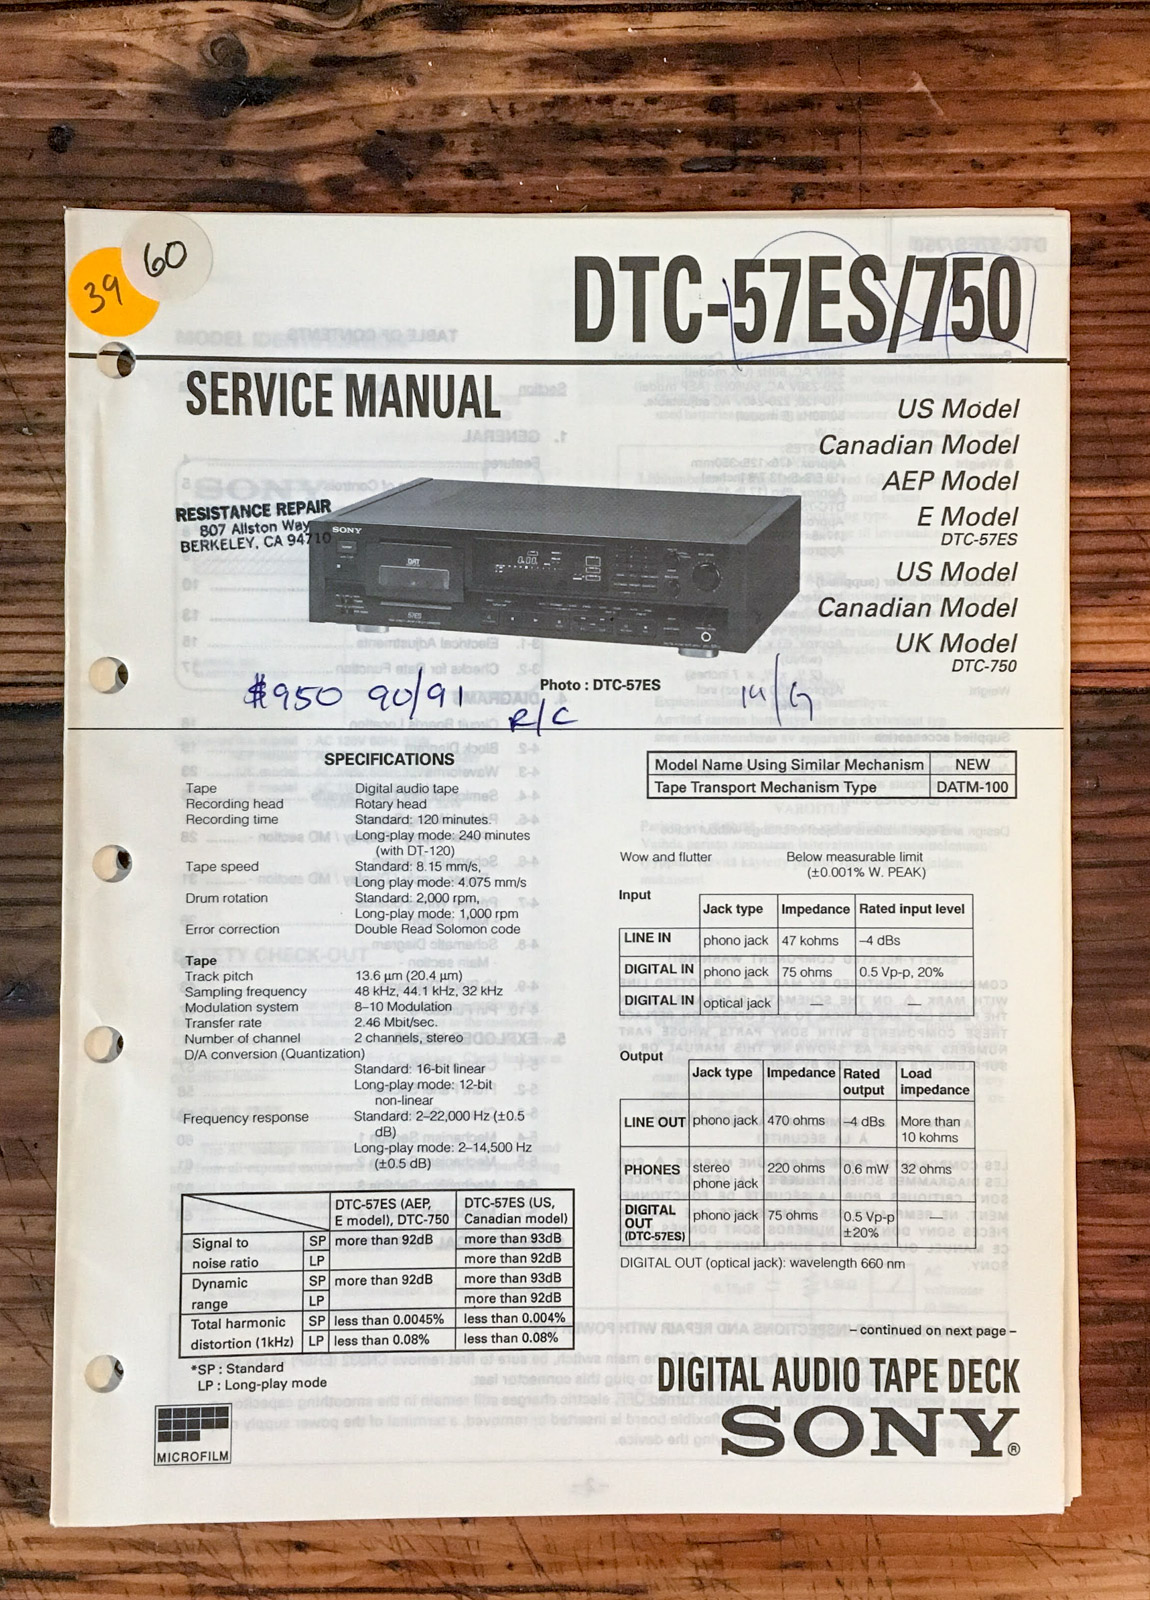 39
60
DTC-57ES/750
SERVICE MANUAL
US Model
Canadian Model
AEP Model
E Model
DTC-57ES
US Model
Canadian Model
UK Model
DTC-750
RESISTANCE REPAIR
807 Allston Way
BERKELEY, CA 94710
SONY
DAT
57ES
Photo : DTC-57ES
$950 90/91
R/C
SPECIFICATIONS
Tape Digital audio tape
Recording head Rotary head
Recording time Standard: 120 minutes.
Long-play mode: 240 minutes
(with DT-120)
Tape speed Standard: 8.15 mm/s,
Long play mode: 4.075 mm/s
Drum rotation Standard: 2,000 rpm,
Long-play mode: 1,000 rpm
Error correction Double Read Solomon code
Tape
Track pitch 13.6 µm (20.4 µm)
Sampling frequency 48 kHz, 44.1 kHz, 32 kHz
Modulation system 8–10 Modulation
Transfer rate 2.46 Mbit/sec.
Number of channel 2 channels, stereo
D/A conversion (Quantization)
Standard: 16-bit linear
Long-play mode: 12-bit
non-linear
Frequency response Standard: 2–22,000 Hz (±0.5
dB)
Long-play mode: 2–14,500 Hz
(±0.5 dB)
DTC-57ES (AEP, DTC-57ES (US,
E model), DTC-750 Canadian model)
Signal to SP more than 92dB more than 93dB
noise ratio LP more than 92dB
Dynamic SP more than 92dB more than 93dB
range LP more than 92dB
Total harmonic SP less than 0.0045% less than 0.004%
distortion (1kHz) LP less than 0.08% less than 0.08%
*SP : Standard
LP : Long-play mode
MICROFILM
Model Name Using Similar Mechanism NEW
Tape Transport Mechanism Type DATM-100
Wow and flutter Below measurable limit
(±0.001% W. PEAK)
Input
Jack type Impedance Rated input level
LINE IN phono jack 47 kohms –4 dBs
DIGITAL IN phono jack 75 ohms 0.5 Vp-p, 20%
DIGITAL IN optical jack — —
Output
Jack type Impedance Rated Load
output impedance
LINE OUT phono jack 470 ohms –4 dBs More than
10 kohms
PHONES stereo 220 ohms 0.6 mW 32 ohms
phone jack
DIGITAL phono jack 75 ohms 0.5 Vp-p —
OUT ±20%
(DTC-57ES)
DIGITAL OUT (optical jack): wavelength 660 nm
– continued on next page –
DIGITAL AUDIO TAPE DECK
SONY®